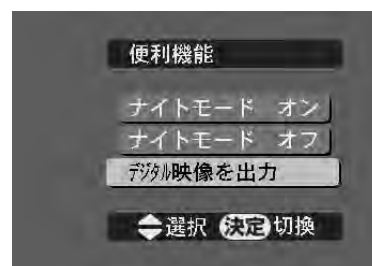 便利機能
ナイトモード オン
ナイトモード オフ
デジタル映像を出力
選択 決定 切換